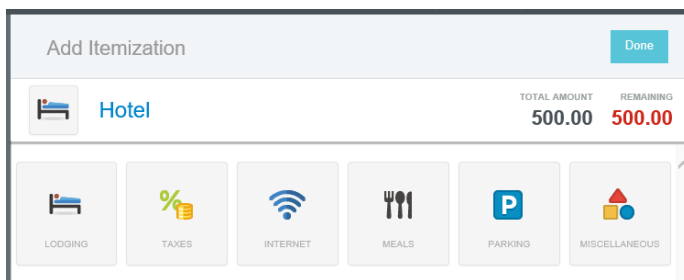 Add Itemization
Done
Hotel
TOTAL AMOUNT
500.00
REMAINING
500.00
LODGING
%
TAXES
INTERNET
MEALS
P
PARKING
MISCELLANEOUS